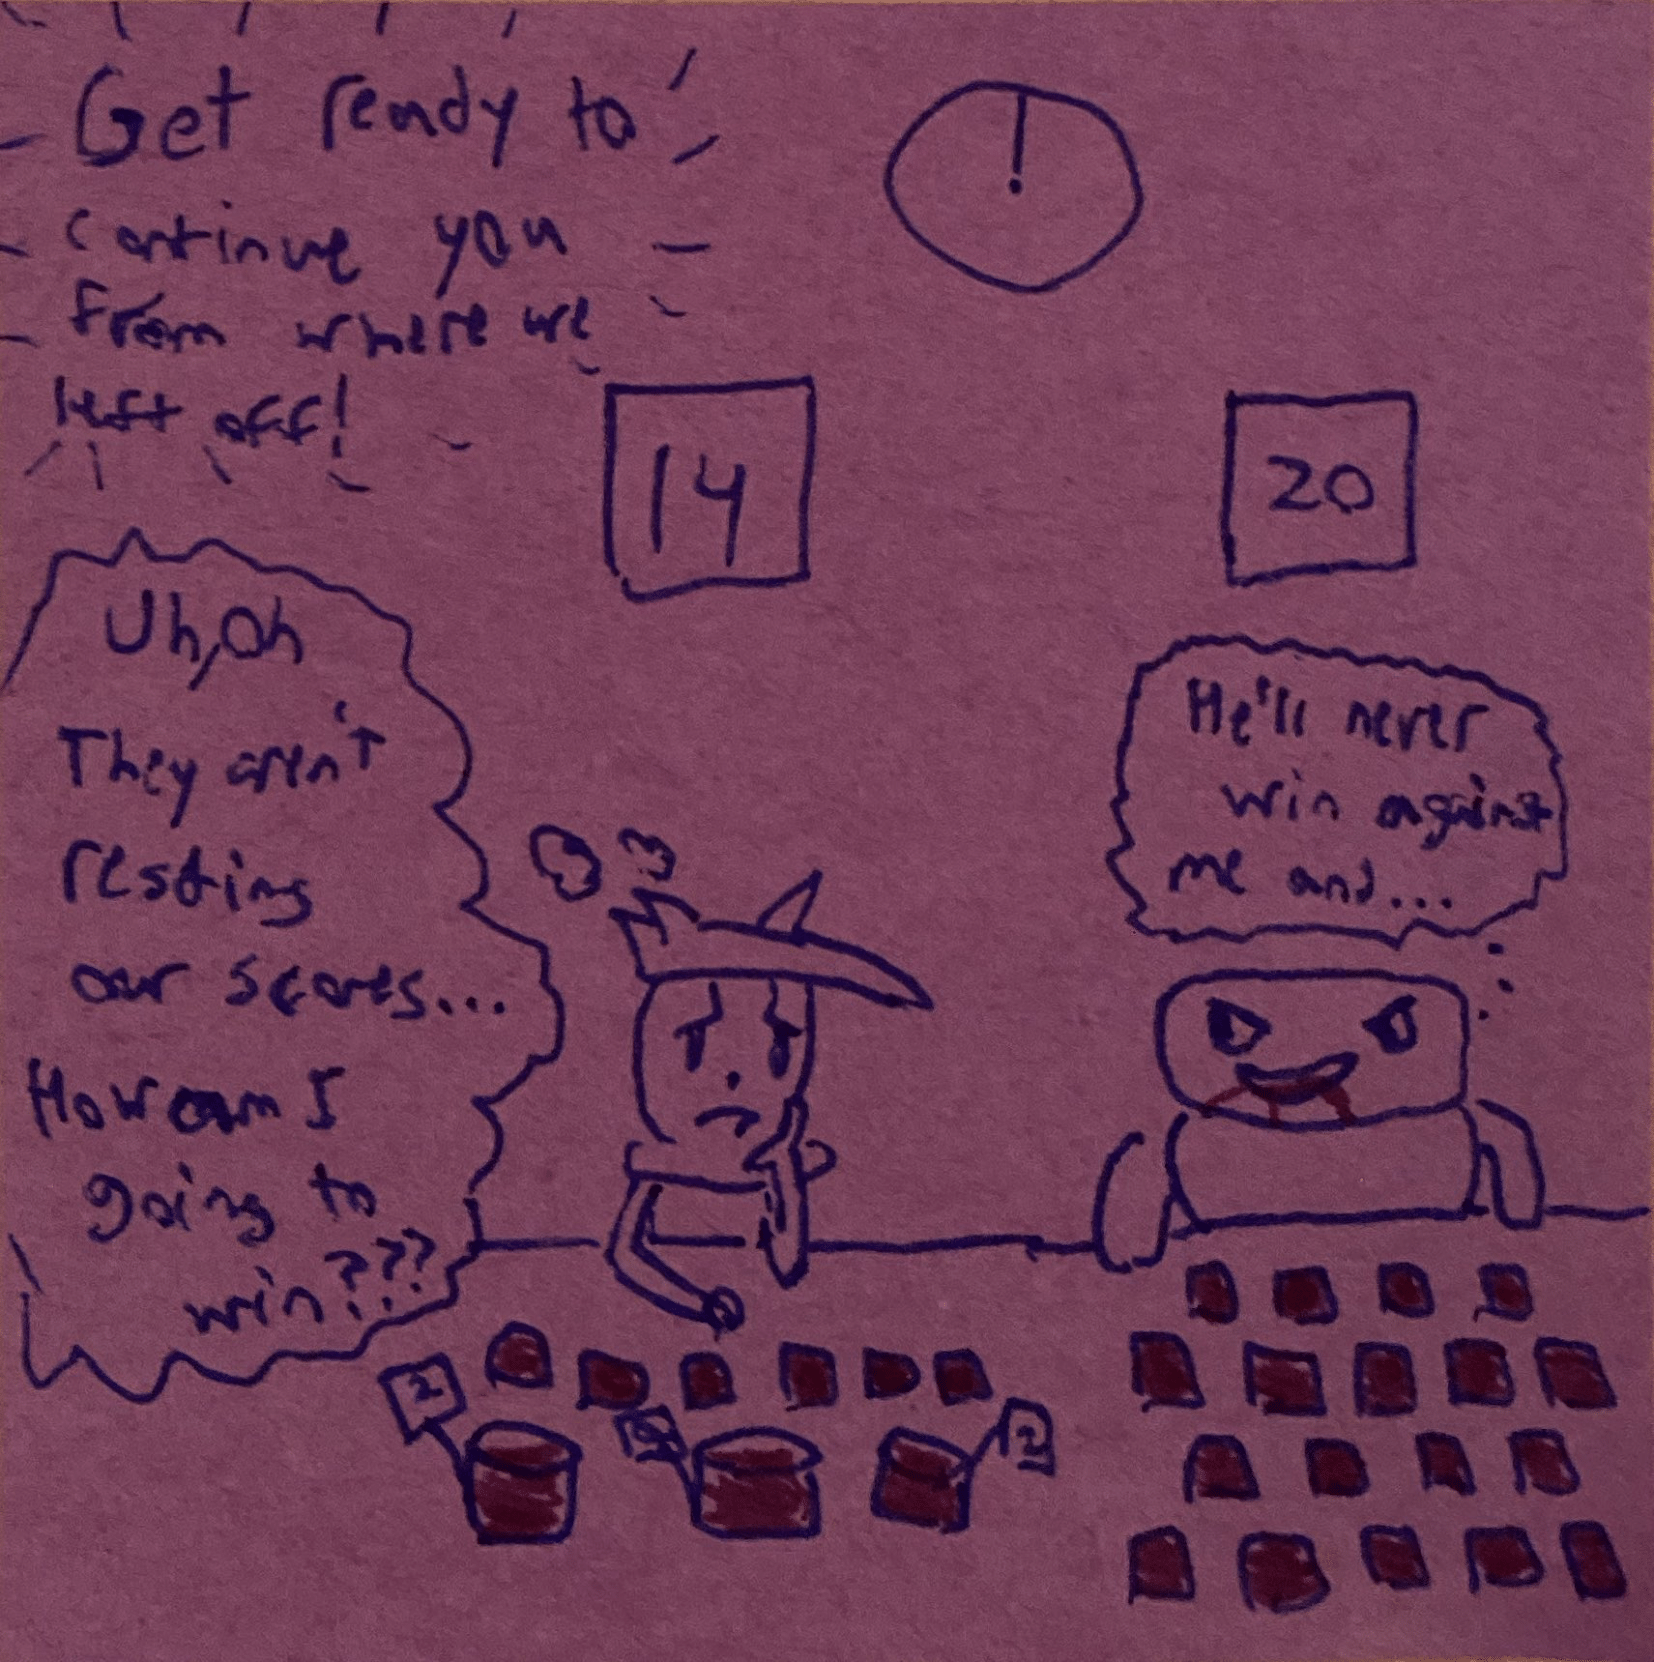 Get ready to
continue you
from where we
left off!
14
20
Uh,Oh
They aren't
resting
our scores...
How am I
going to
win???
He'll never
win against
me and...
2
2